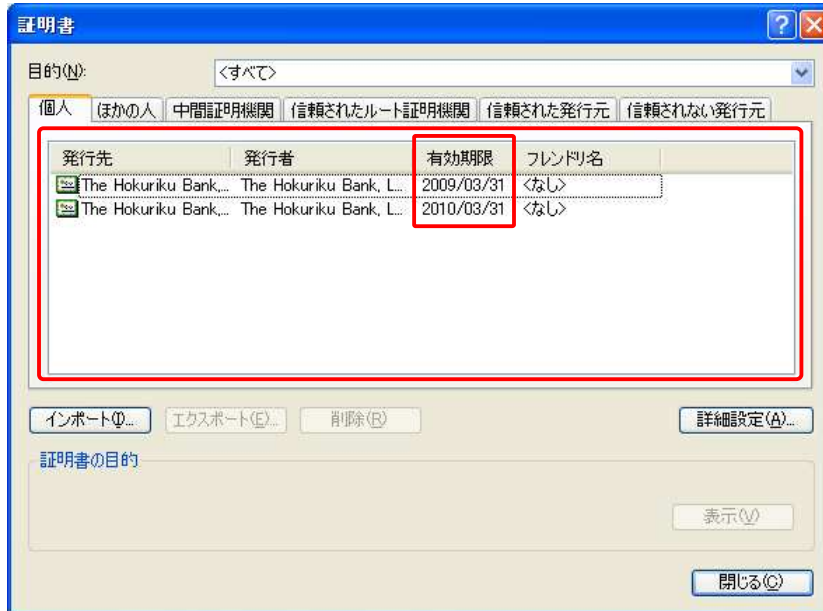 証明書
目的(N): <すべて>
個人 ほかの人 中間証明機関 信頼されたルート証明機関 信頼された発行元 信頼されない発行元
発行先 発行者 有効期限 フレンドリ名
The Hokuriku Bank,... The Hokuriku Bank, L... 2009/03/31 <なし>
The Hokuriku Bank,... The Hokuriku Bank, L... 2010/03/31 <なし>
インポート(I)... エクスポート(E)... 削除(R) 詳細設定(A)...
証明書の目的
表示(V)
閉じる(C)